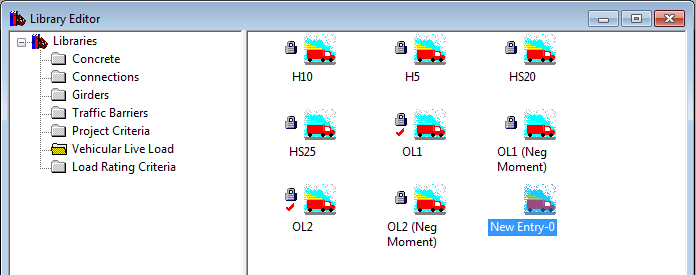 Library Editor
Libraries
Concrete
Connections
Girders
Traffic Barriers
Project Criteria
Vehicular Live Load
Load Rating Criteria
H10
H5
HS20
HS25
OL1
OL1 (Neg
Moment)
OL2
OL2 (Neg
Moment)
New Entry-0